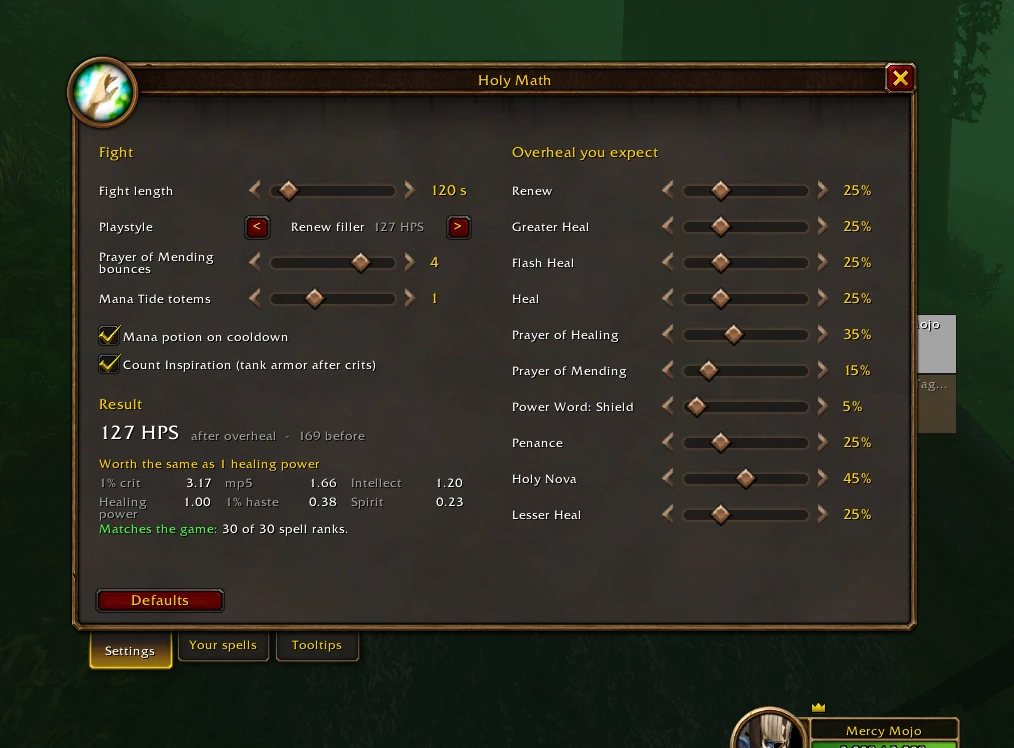 Holy Math
Fight
Fight length 120 s
Playstyle < Renew filler 127 HPS >
Prayer of Mending
bounces 4
Mana Tide totems 1
Mana potion on cooldown
Count Inspiration (tank armor after crits)
Result
127 HPS after overheal - 169 before
Worth the same as 1 healing power
1% crit 3.17 mp5 1.66 Intellect 1.20
Healing
power 1.00 1% haste 0.38 Spirit 0.23
Matches the game: 30 of 30 spell ranks.
Defaults
Overheal you expect
Renew 25%
Greater Heal 25%
Flash Heal 25%
Heal 25%
Prayer of Healing 35%
Prayer of Mending 15%
Power Word: Shield 5%
Penance 25%
Holy Nova 45%
Lesser Heal 25%
ojo
Tag...
Settings Your spells Tooltips
Mercy Mojo